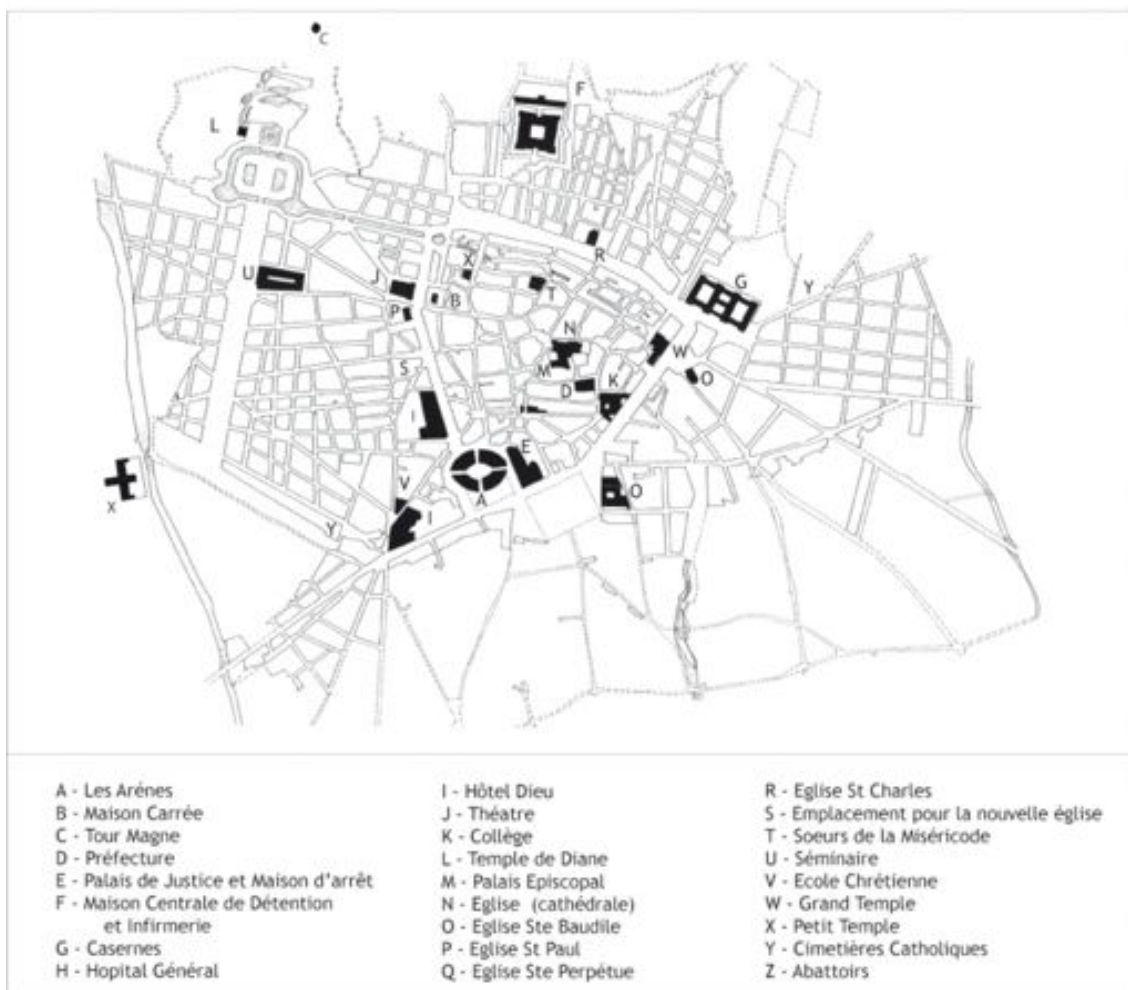 C
F
L
R
X
G
Y
U
J
B
T
P
N
W
S
M
O
D
K
I
E
V
A
O
X
Y
I
A - Les Arénes
B - Maison Carrée
C - Tour Magne
D - Préfecture
E - Palais de Justice et Maison d'arrêt
F - Maison Centrale de Détention
et Infirmerie
G - Casernes
H - Hopital Général
I - Hôtel Dieu
J - Théatre
K - Collège
L - Temple de Diane
M - Palais Episcopal
N - Eglise (cathédrale)
O - Eglise Ste Baudile
P - Eglise St Paul
Q - Eglise Ste Perpétue
R - Eglise St Charles
S - Emplacement pour la nouvelle église
T - Soeurs de la Miséricode
U - Séminaire
V - Ecole Chrétienne
W - Grand Temple
X - Petit Temple
Y - Cimetières Catholiques
Z - Abattoirs